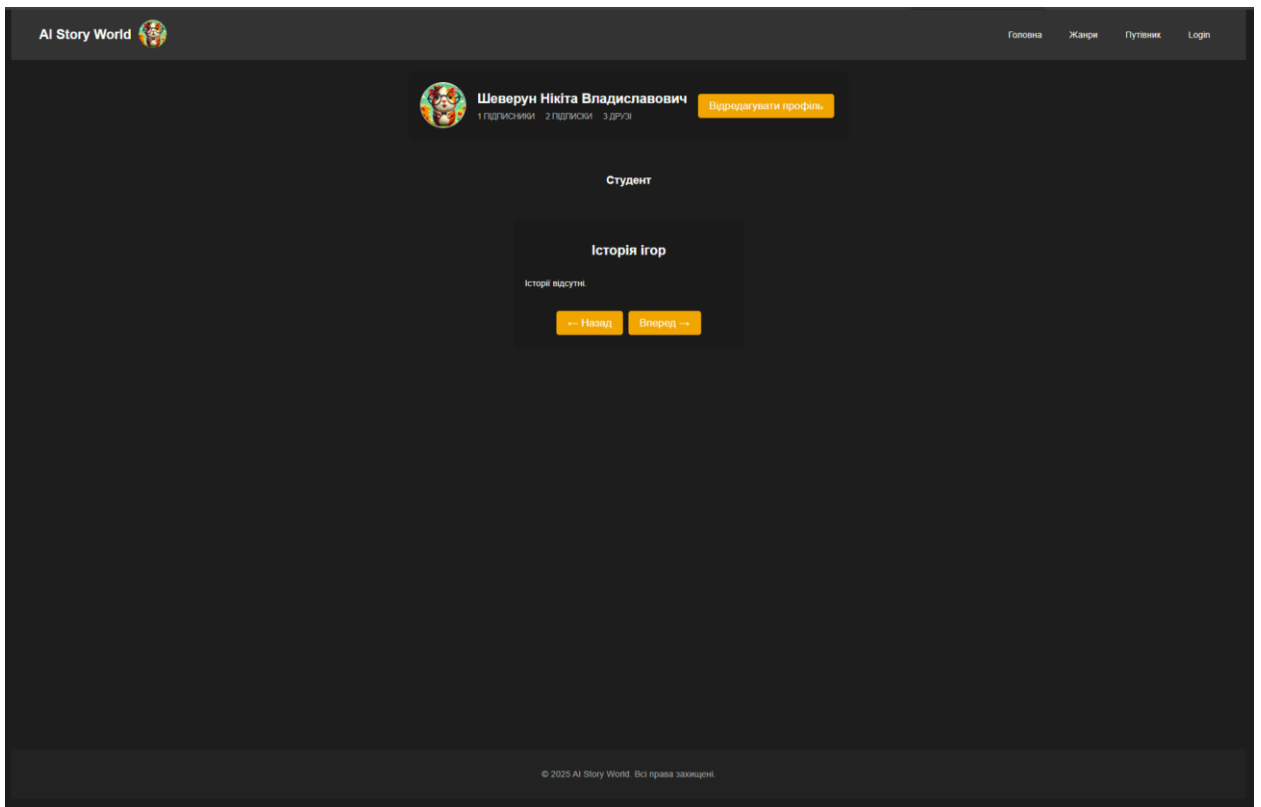 AI Story World
Головна Жанри Путівник Login
Шеверун Нікіта Владиславович
1 ПІДПИСНИКИ 2 ПІДПИСКИ 3 ДРУЗІ
Відредагувати профіль
Студент
Історія ігор
Історії відсутні.
← Назад Вперед →
© 2025 AI Story World. Всі права захищені.